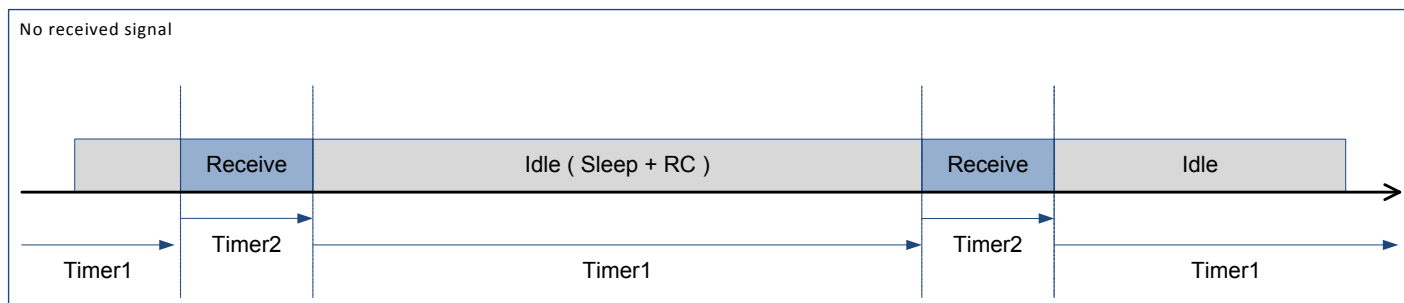 No received signal
Receive
Idle ( Sleep + RC )
Receive
Idle
Timer2
Timer2
Timer1
Timer1
Timer1